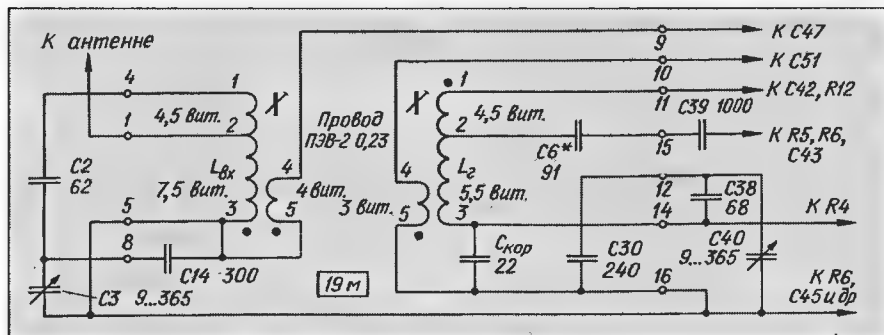 К антенне
4
1
4,5 вит.
1
2
C2
62
Lвх
7,5 вит.
5
3
8
C14 300
C3 9...365
Провод
ПЭВ-2 0,23
4
4 вит.
5
19 м
1
4,5 вит.
2
4
3 вит.
5
Lг
5,5 вит.
3
C6*
91
Скор
22
C30
240
9
К C47
10
К C51
11
К C42, R12
C39 1000
15
К R5, R6,
C43
12
C38
68
14
К R4
C40
9...365
16
К R6,
C45 и др